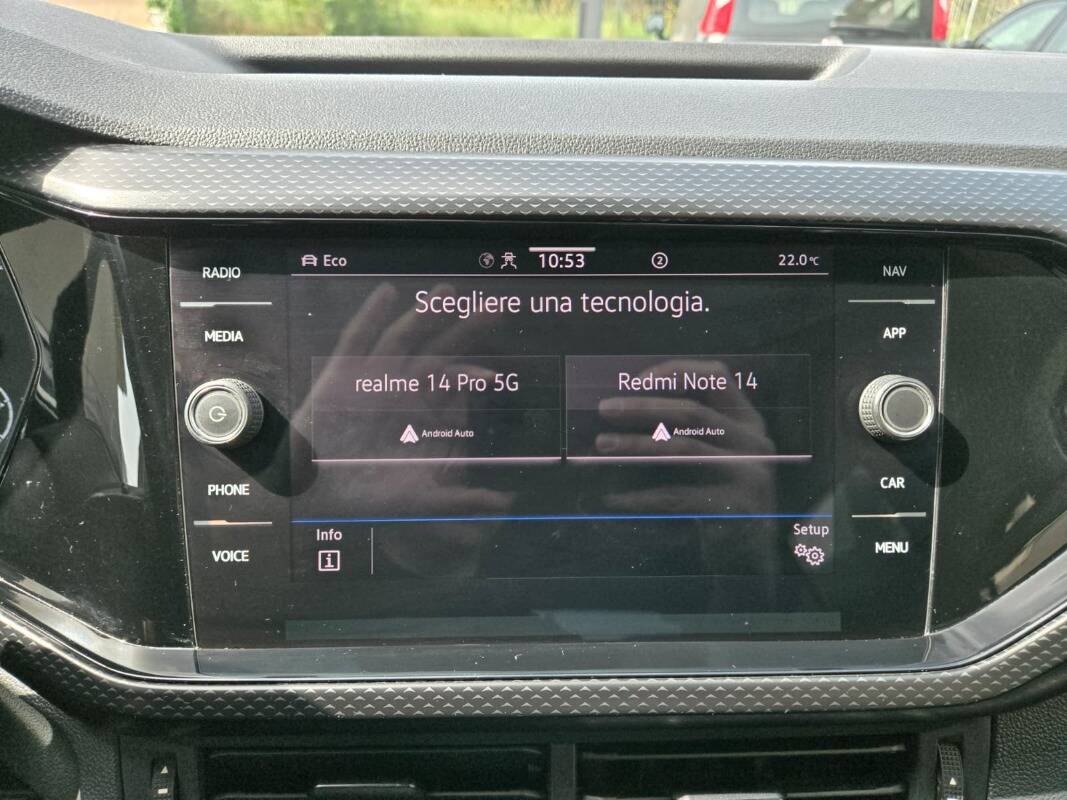 RADIO
MEDIA
PHONE
VOICE
Eco
10:53
2
22.0°C
Scegliere una tecnologia.
realme 14 Pro 5G
Android Auto
Redmi Note 14
Android Auto
Info
i
Setup
NAV
APP
CAR
MENU